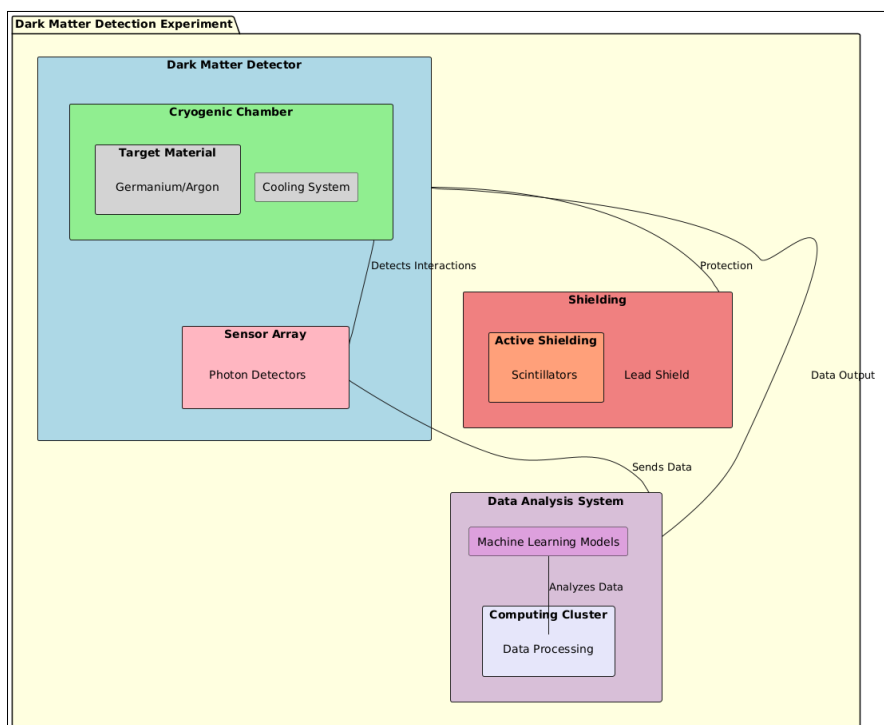 Dark Matter Detection Experiment
Dark Matter Detector
Cryogenic Chamber
Target Material
Germanium/Argon
Cooling System
Detects Interactions
Protection
Shielding
Sensor Array
Active Shielding
Photon Detectors
Scintillators
Lead Shield
Data Output
Sends Data
Data Analysis System
Machine Learning Models
Analyzes Data
Computing Cluster
Data Processing